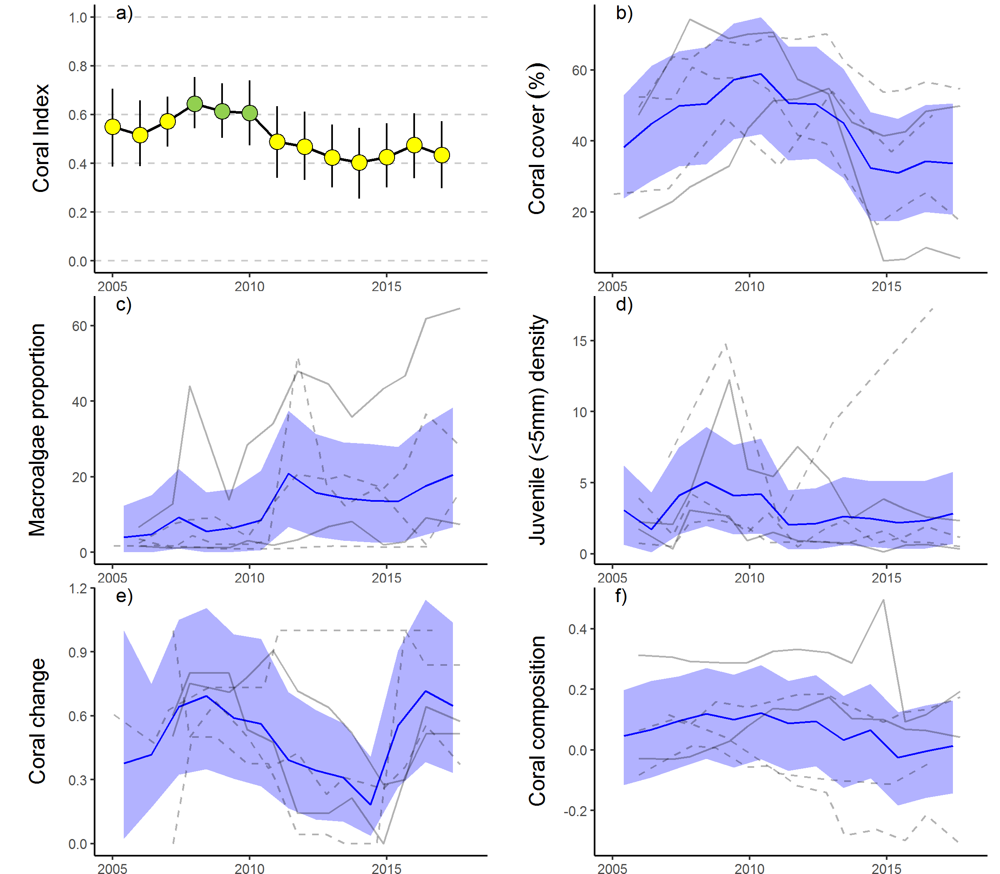 a)
Coral Index
1.0
0.8
0.6
0.4
0.2
0.0
2005 2010 2015
b)
Coral cover (%)
60
40
20
2005 2010 2015
c)
Macroalgae proportion
60
40
20
0
2005 2010 2015
d)
Juvenile (<5mm) density
15
10
5
0
2005 2010 2015
e)
Coral change
1.2
0.9
0.6
0.3
0.0
2005 2010 2015
f)
Coral composition
0.4
0.2
0.0
-0.2
2005 2010 2015